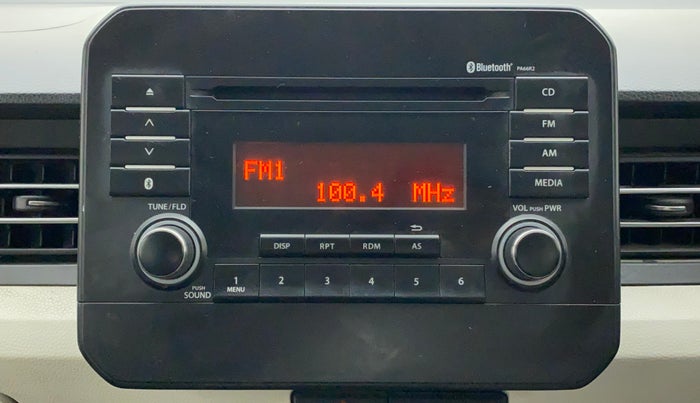 Bluetooth® PA66R2
CD
FM
AM
MEDIA
FM1
100.4 MHz
TUNE/FLD
VOL PUSH PWR
DISP RPT RDM AS
PUSH
SOUND
1 2 3 4 5 6
MENU